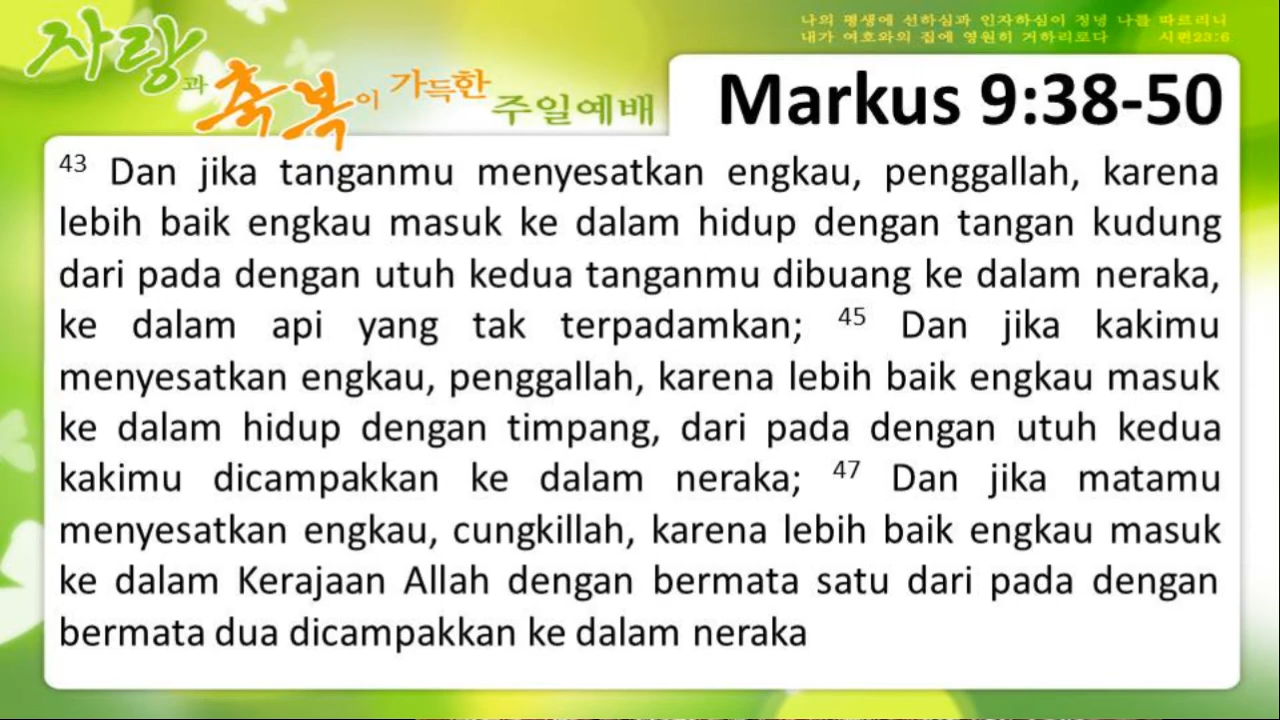 나의 평생에 선하심과 인자하심이 정녕 나를 따르리니
내가 여호와의 집에 영원히 거하리로다 시편23:6
자랑과 축복이 가득한 주일예배
Markus 9:38-50
43 Dan jika tanganmu menyesatkan engkau, penggallah, karena
lebih baik engkau masuk ke dalam hidup dengan tangan kudung
dari pada dengan utuh kedua tanganmu dibuang ke dalam neraka,
ke dalam api yang tak terpadamkan; 45 Dan jika kakimu
menyesatkan engkau, penggallah, karena lebih baik engkau masuk
ke dalam hidup dengan timpang, dari pada dengan utuh kedua
kakimu dicampakkan ke dalam neraka; 47 Dan jika matamu
menyesatkan engkau, cungkillah, karena lebih baik engkau masuk
ke dalam Kerajaan Allah dengan bermata satu dari pada dengan
bermata dua dicampakkan ke dalam neraka